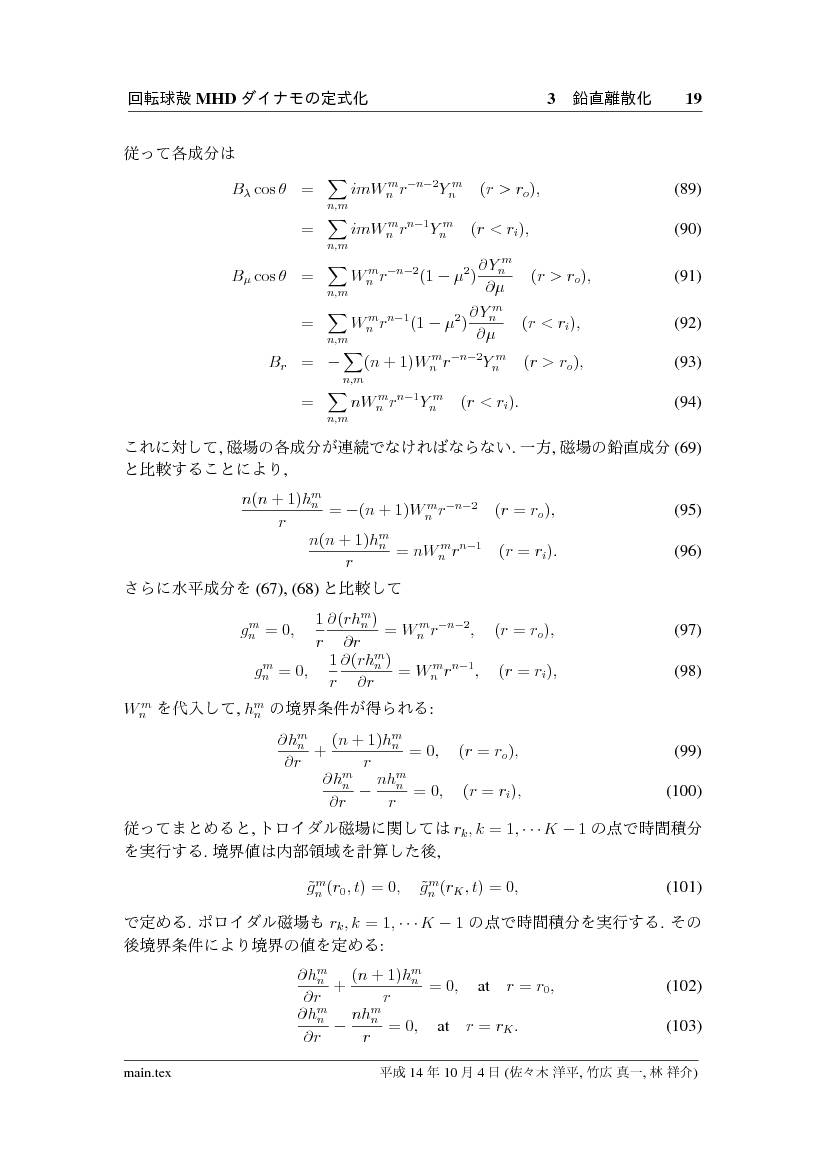 回転球殻 MHD ダイナモの定式化 3 鉛直離散化 19
従って各成分は
$B_\lambda \cos\theta = \sum_{n,m} imW_n^m r^{-n-2} Y_n^m \quad (r > r_o),$ (89)
$= \sum_{n,m} imW_n^m r^{n-1} Y_n^m \quad (r < r_i),$ (90)
$B_\mu \cos\theta = \sum_{n,m} W_n^m r^{-n-2} (1-\mu^2) \frac{\partial Y_n^m}{\partial \mu} \quad (r > r_o),$ (91)
$= \sum_{n,m} W_n^m r^{n-1} (1-\mu^2) \frac{\partial Y_n^m}{\partial \mu} \quad (r < r_i),$ (92)
$B_r = -\sum_{n,m} (n+1)W_n^m r^{-n-2} Y_n^m \quad (r > r_o),$ (93)
$= \sum_{n,m} nW_n^m r^{n-1} Y_n^m \quad (r < r_i).$ (94)
これに対して, 磁場の各成分が連続でなければならない. 一方, 磁場の鉛直成分 (69)
と比較することにより,
$\frac{n(n+1)h_n^m}{r} = -(n+1)W_n^m r^{-n-2} \quad (r = r_o),$ (95)
$\frac{n(n+1)h_n^m}{r} = nW_n^m r^{n-1} \quad (r = r_i).$ (96)
さらに水平成分を (67), (68) と比較して
$g_n^m = 0, \quad \frac{1}{r}\frac{\partial(rh_n^m)}{\partial r} = W_n^m r^{-n-2}, \quad (r = r_o),$ (97)
$g_n^m = 0, \quad \frac{1}{r}\frac{\partial(rh_n^m)}{\partial r} = W_n^m r^{n-1}, \quad (r = r_i),$ (98)
$W_n^m$ を代入して, $h_n^m$ の境界条件が得られる:
$\frac{\partial h_n^m}{\partial r} + \frac{(n+1)h_n^m}{r} = 0, \quad (r = r_o),$ (99)
$\frac{\partial h_n^m}{\partial r} - \frac{nh_n^m}{r} = 0, \quad (r = r_i),$ (100)
従ってまとめると, トロイダル磁場に関しては $r_k, k = 1, \cdots K-1$ の点で時間積分
を実行する. 境界値は内部領域を計算した後,
$\tilde{g}_n^m(r_0, t) = 0, \quad \tilde{g}_n^m(r_K, t) = 0,$ (101)
で定める. ポロイダル磁場も $r_k, k = 1, \cdots K-1$ の点で時間積分を実行する. その
後境界条件により境界の値を定める:
$\frac{\partial h_n^m}{\partial r} + \frac{(n+1)h_n^m}{r} = 0, \quad \text{at} \quad r = r_0,$ (102)
$\frac{\partial h_n^m}{\partial r} - \frac{nh_n^m}{r} = 0, \quad \text{at} \quad r = r_K.$ (103)
main.tex 平成 14 年 10 月 4 日 (佐々木 洋平, 竹広 真一, 林 祥介)